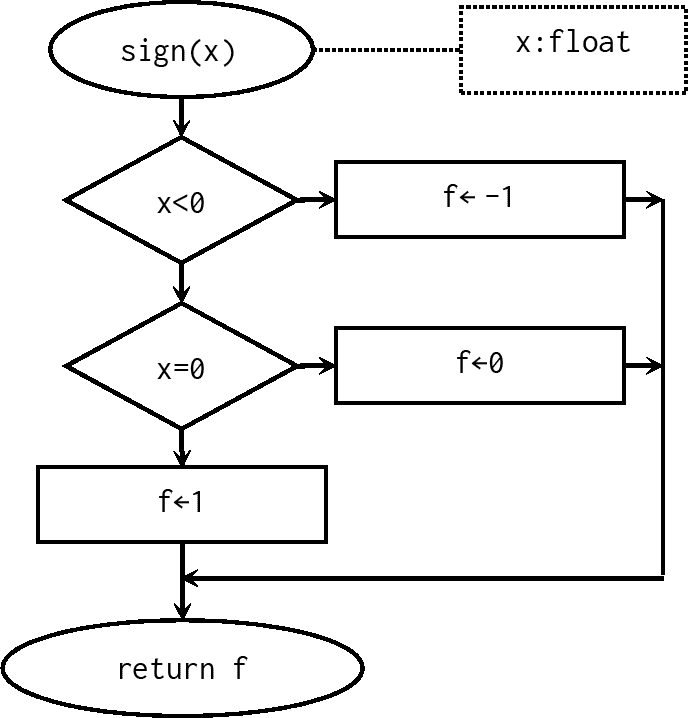 sign(x)
x:float
x<0
f← -1
x=0
f←0
f←1
return f